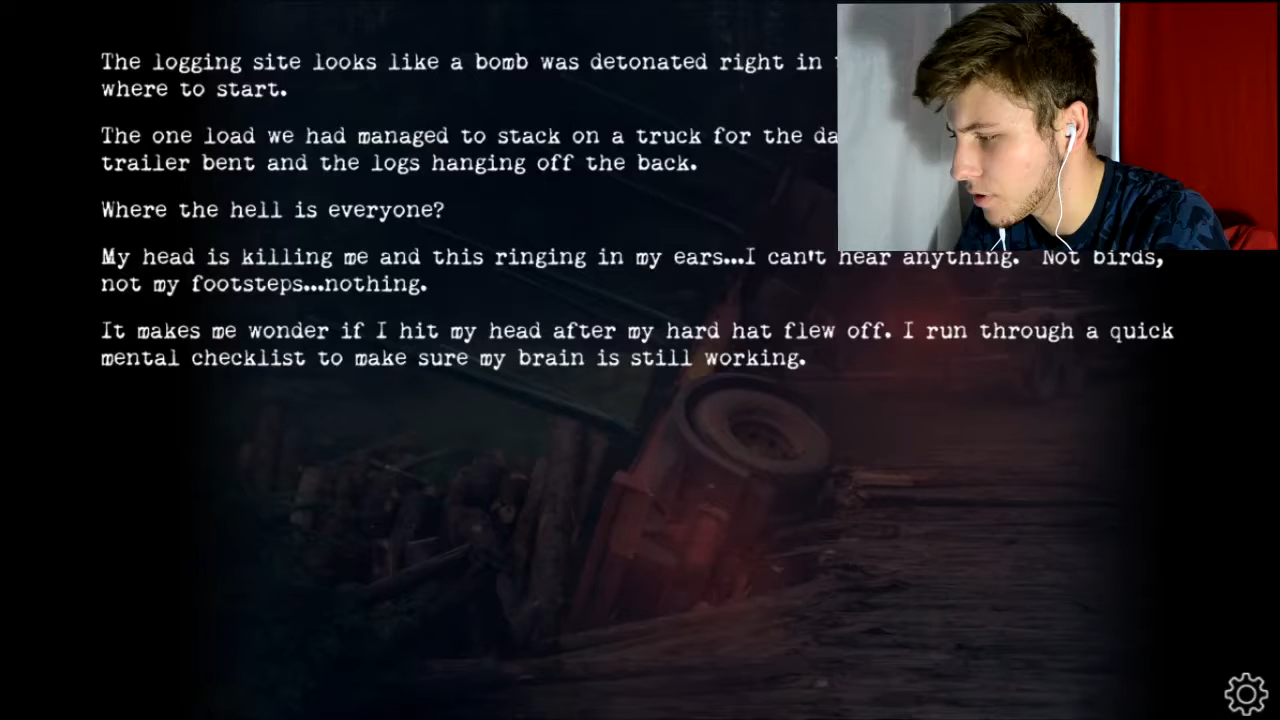 The logging site looks like a bomb was detonated right in
where to start.
The one load we had managed to stack on a truck for the
trailer bent and the logs hanging off the back.
Where the hell is everyone?
My head is killing me and this ringing in my ears...I can't hear anything. Not birds,
not my footsteps...nothing.
It makes me wonder if I hit my head after my hard hat flew off. I run through a quick
mental checklist to make sure my brain is still working.